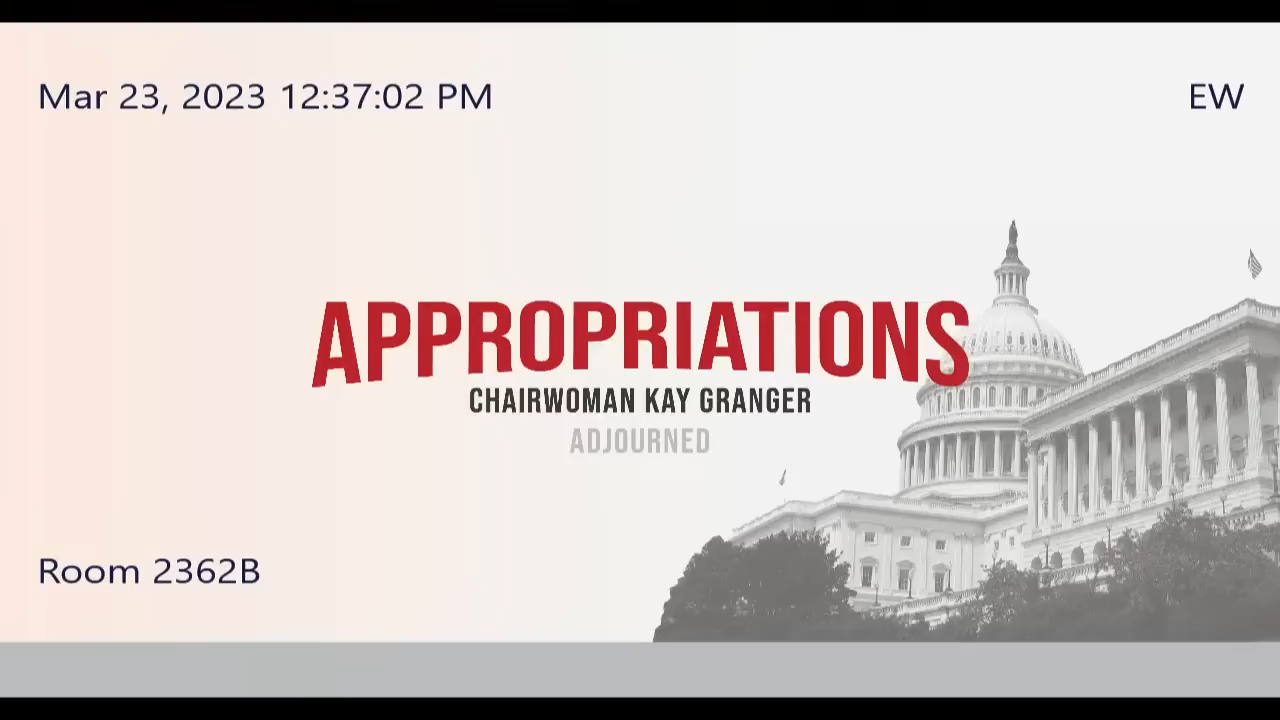 Mar 23, 2023 12:37:02 PM
EW
APPROPRIATIONS
CHAIRWOMAN KAY GRANGER
ADJOURNED
Room 2362B